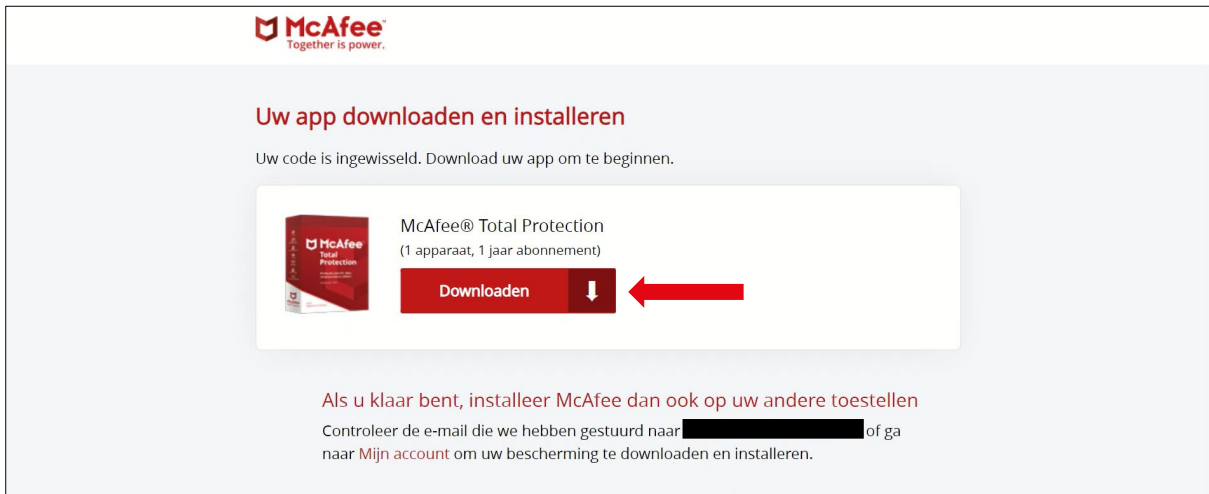 McAfee™
Together is power.
Uw app downloaden en installeren
Uw code is ingewisseld. Download uw app om te beginnen.
McAfee
Total
Protection
McAfee® Total Protection
(1 apparaat, 1 jaar abonnement)
Downloaden
Als u klaar bent, installeer McAfee dan ook op uw andere toestellen
Controleer de e-mail die we hebben gestuurd naar of ga
naar Mijn account om uw bescherming te downloaden en installeren.